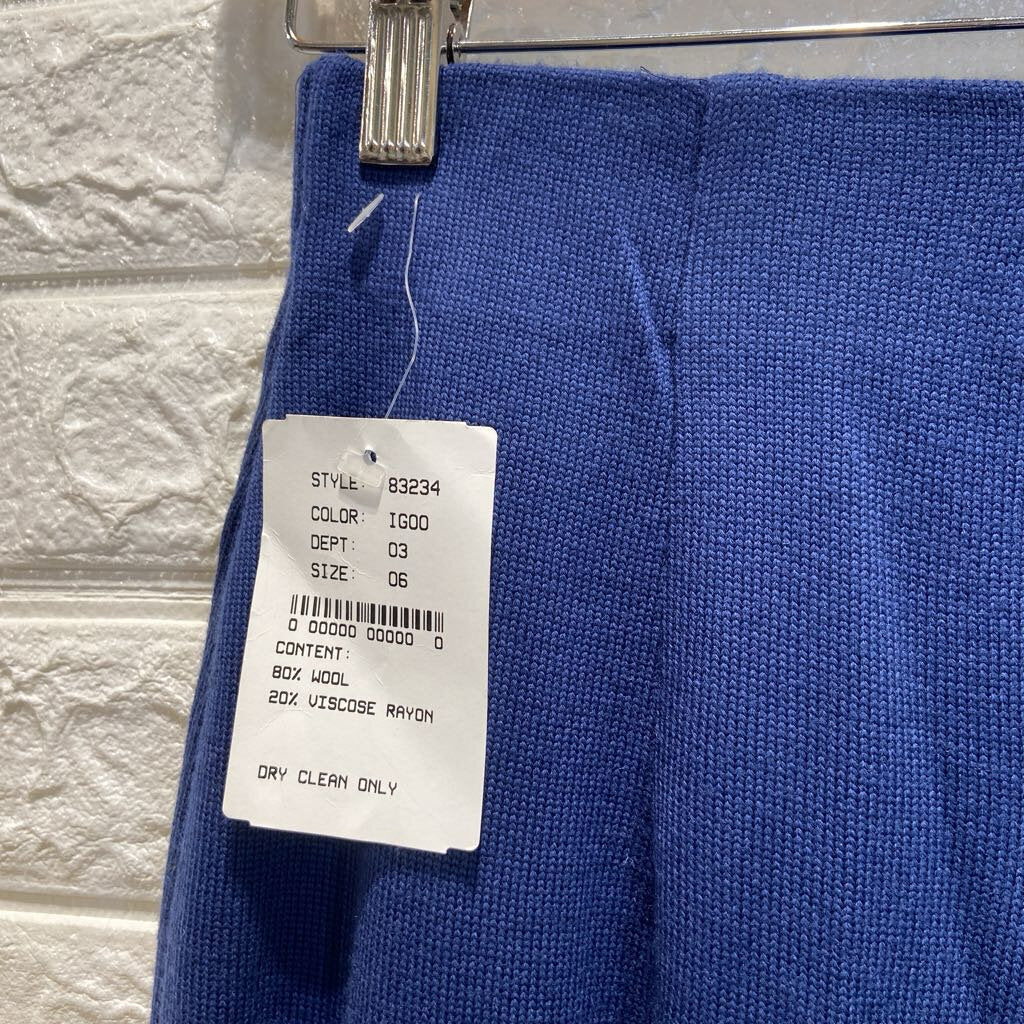 STYLE: 83234
COLOR: IGOO
DEPT: 03
SIZE: 06
0 00000 00000 0
CONTENT:
80% WOOL
20% VISCOSE RAYON
DRY CLEAN ONLY